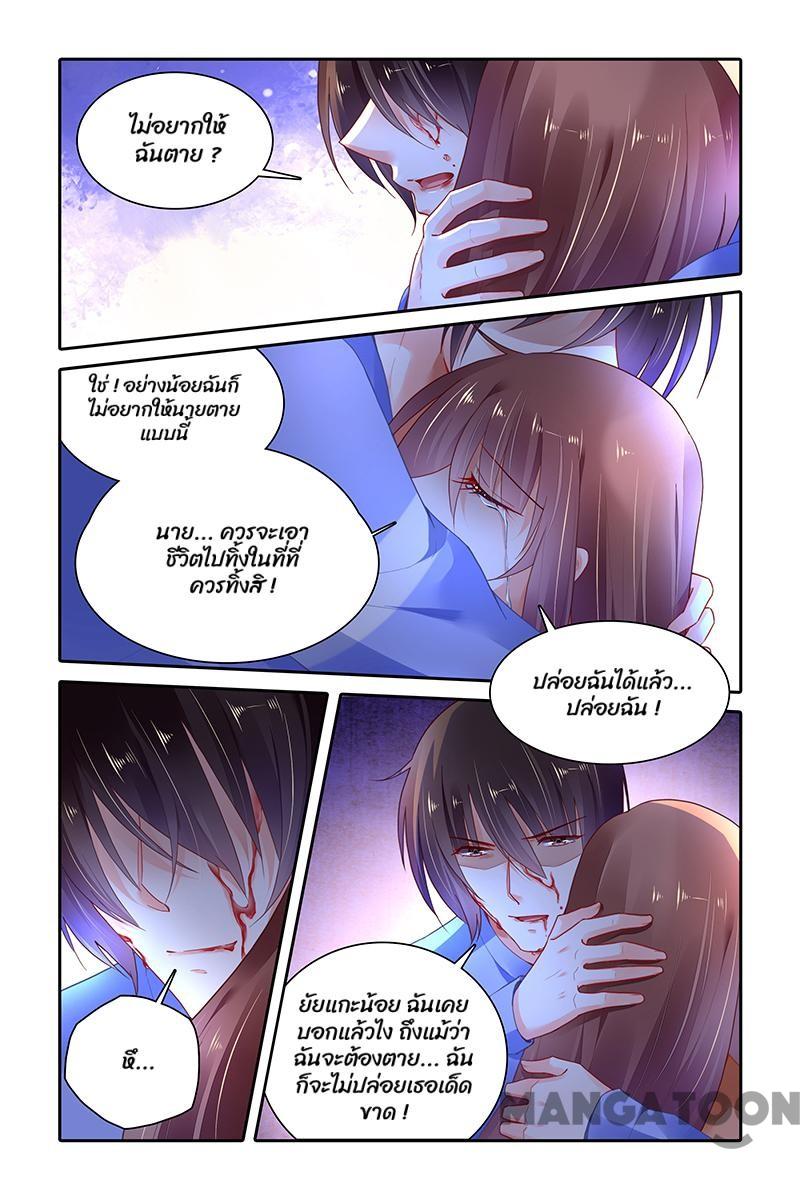 ไม่อยากให้
ฉันตาย ?
ใช่ ! อย่างน้อยฉันก็
ไม่อยากให้นายตาย
แบบนี้
นาย... ควรจะเอา
ชีวิตไปทิ้งในที่ที่
ควรทิ้งสิ !
ปล่อยฉันได้แล้ว...
ปล่อยฉัน !
หึ...
ยัยแกะน้อย ฉันเคย
บอกแล้วไง ถึงแม้ว่า
ฉันจะต้องตาย... ฉัน
ก็จะไม่ปล่อยเธอเด็ด
ขาด !
MANGATOON